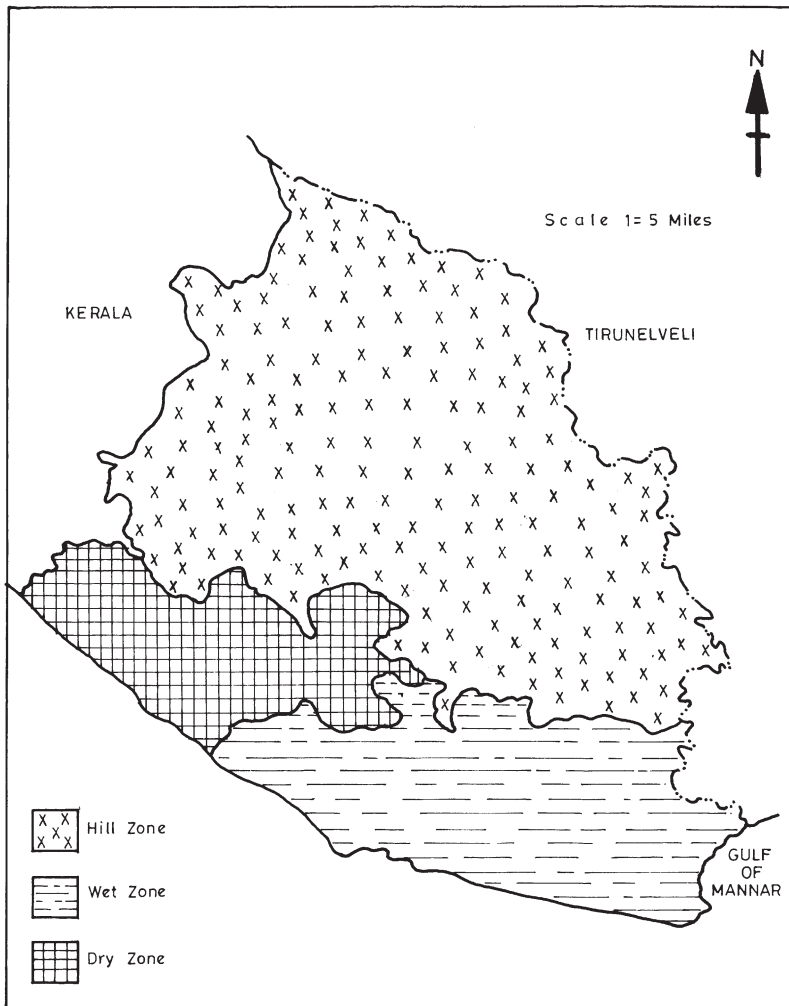 N
Scale 1= 5 Miles
KERALA
TIRUNELVELI
Hill Zone
Wet Zone
Dry Zone
GULF
OF
MANNAR